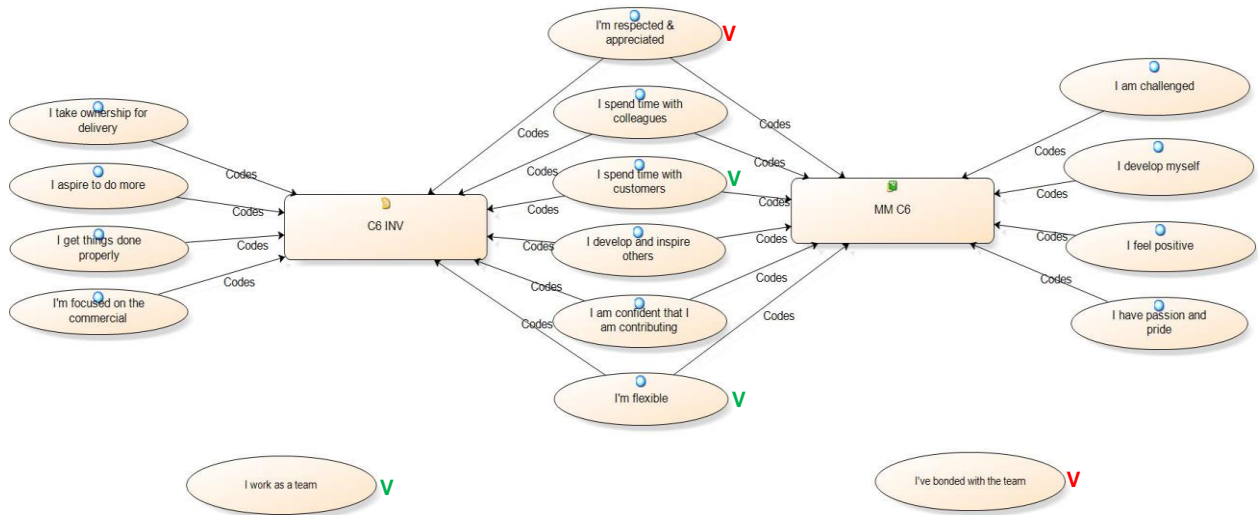 I'm respected &
appreciated
V
I take ownership for
delivery
I aspire to do more
I get things done
properly
I'm focused on the
commercial
Codes
Codes
Codes
Codes
C6 INV
I spend time with
colleagues
I spend time with
customers
V
I develop and inspire
others
I am confident that I
am contributing
I'm flexible
V
Codes
Codes
Codes
Codes
Codes
Codes
Codes
Codes
Codes
Codes
Codes
Codes
MM C6
I am challenged
I develop myself
I feel positive
I have passion and
pride
Codes
Codes
Codes
Codes
I work as a team
V
I've bonded with the team
V